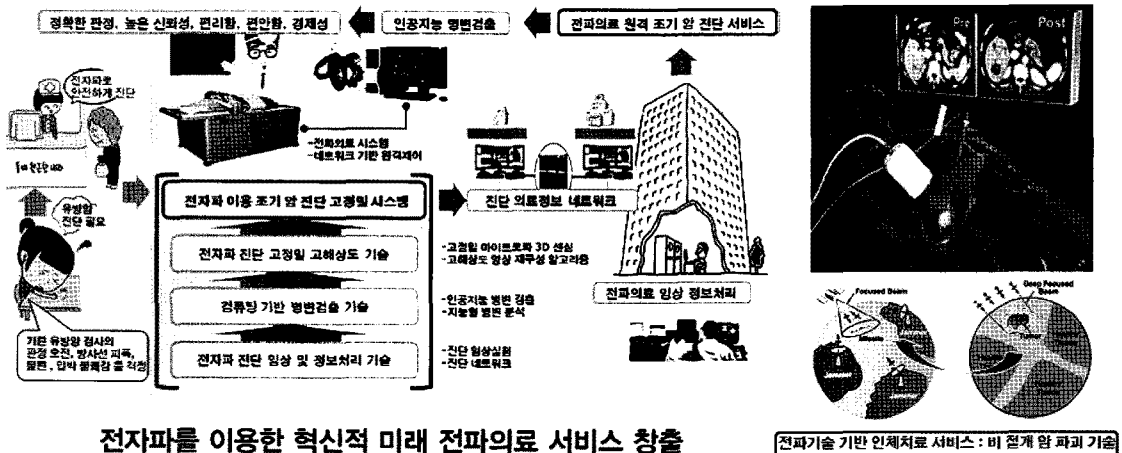 정확한 판정, 높은 신뢰성, 편리함, 편안함, 경제성
인공지능 병변검출
전파의료 원격 조기 암 진단 서비스
전자파로
안전하게 진단
-전파의료 시스템
-네트워크 기반 원격제어
유방암
진단 필요
기존 유방암 검사의
판정 오진, 방사선 피폭,
불편, 압박 불쾌감 을 걱정
전자파 이용 조기 암 진단 고정밀 시스템
전자파 진단 고정밀 고해상도 기술
컴퓨팅 기반 병변검출 기술
전자파 진단 임상 및 정보처리 기술
진단 의료정보 네트워크
-고정밀 마이크로파 3D 센싱
-고해상도 영상 재구성 알고리즘
-인공지능 병변 검출
-지능형 병변 분석
-진단 임상실험
-진단 네트워크
전파의료 임상 정보처리
전자파를 이용한 혁신적 미래 전파의료 서비스 창출
Pre
Post
Focused Beam
Deep Focused
Beam
전파기술 기반 인체치료 서비스 : 비 절개 암 파괴 기술